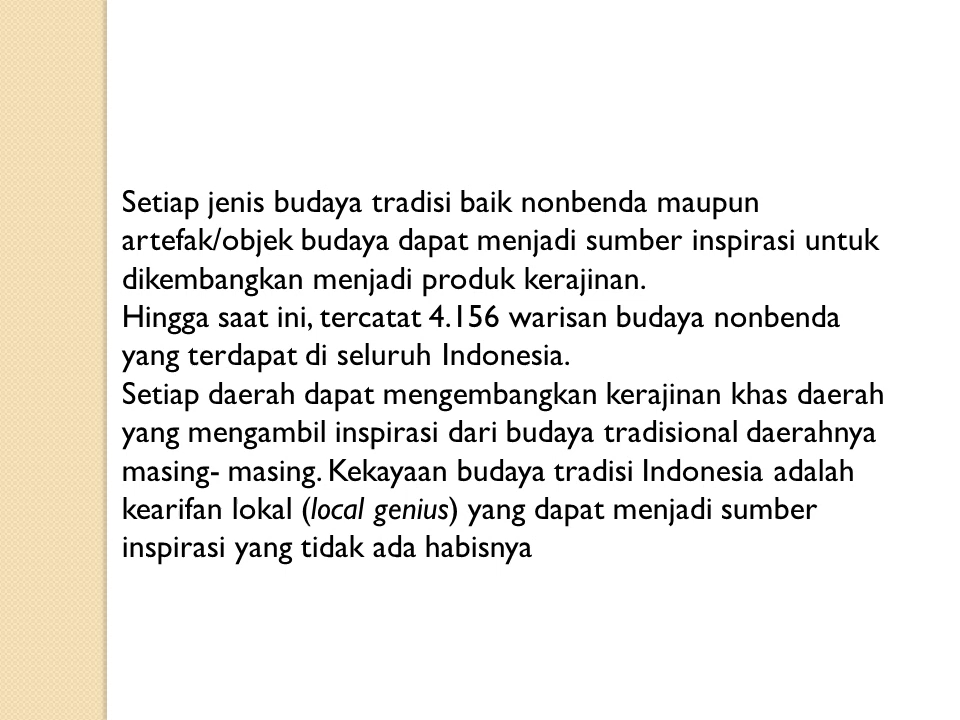 Setiap jenis budaya tradisi baik nonbenda maupun
artefak/objek budaya dapat menjadi sumber inspirasi untuk
dikembangkan menjadi produk kerajinan.
Hingga saat ini, tercatat 4.156 warisan budaya nonbenda
yang terdapat di seluruh Indonesia.
Setiap daerah dapat mengembangkan kerajinan khas daerah
yang mengambil inspirasi dari budaya tradisional daerahnya
masing- masing. Kekayaan budaya tradisi Indonesia adalah
kearifan lokal (local genius) yang dapat menjadi sumber
inspirasi yang tidak ada habisnya